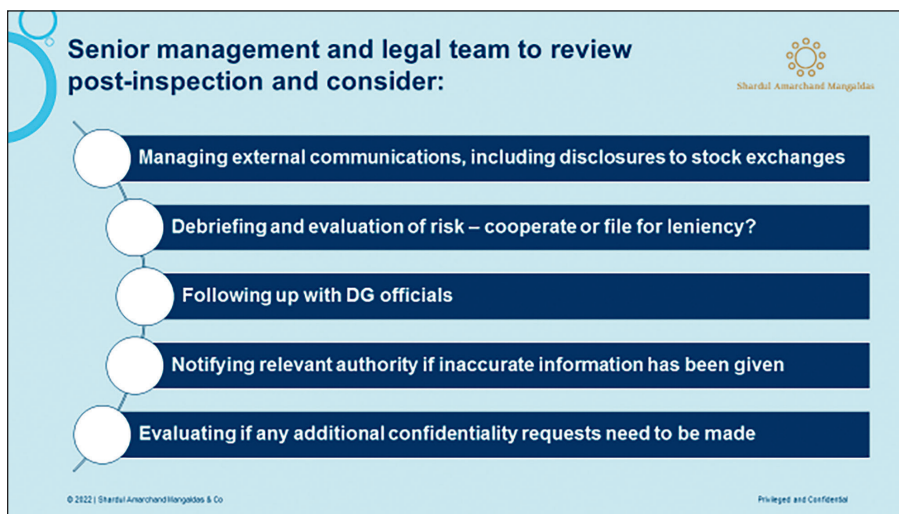 Senior management and legal team to review
post-inspection and consider:
Shardul Amarchand Mangaldas
Managing external communications, including disclosures to stock exchanges
Debriefing and evaluation of risk – cooperate or file for leniency?
Following up with DG officials
Notifying relevant authority if inaccurate information has been given
Evaluating if any additional confidentiality requests need to be made
© 2022 | Shardul Amarchand Mangaldas & Co
Privileged and Confidential